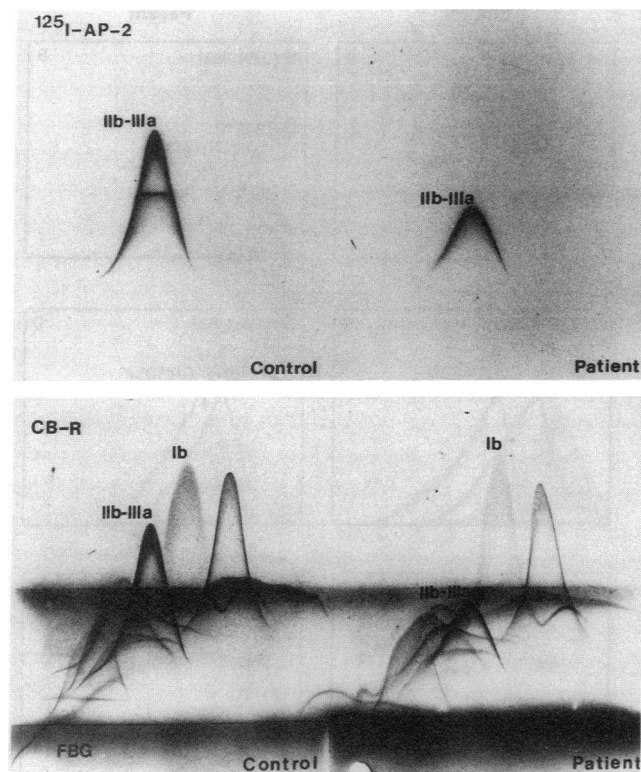 125I-AP-2
IIb-IIIa
IIb-IIIa
Control Patient
CB-R
Ib Ib
IIb-IIIa
IIb-IIIa
FBG Control Patient